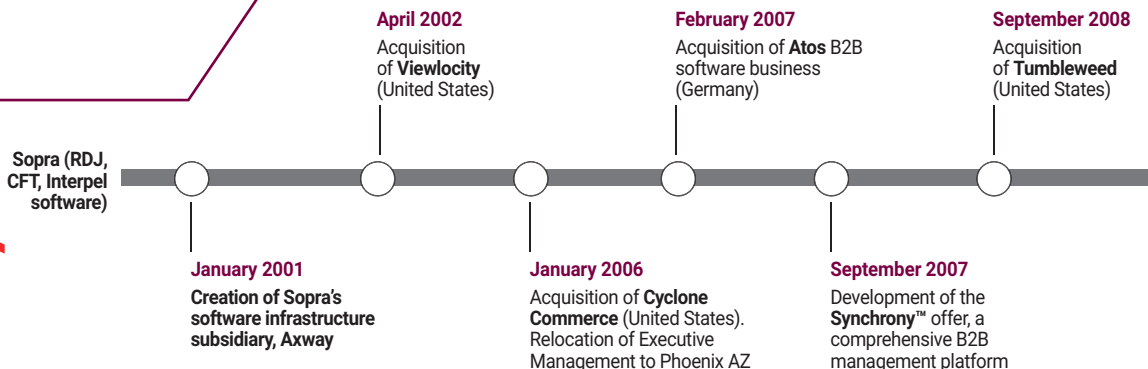 April 2002
Acquisition
of Viewlocity
(United States)
February 2007
Acquisition of Atos B2B
software business
(Germany)
September 2008
Acquisition
of Tumbleweed
(United States)
Sopra (RDJ,
CFT, Interpel
software)
January 2001
Creation of Sopra's
software infrastructure
subsidiary, Axway
January 2006
Acquisition of Cyclone
Commerce (United States).
Relocation of Executive
Management to Phoenix AZ
September 2007
Development of the
Synchrony™ offer, a
comprehensive B2B
management platform